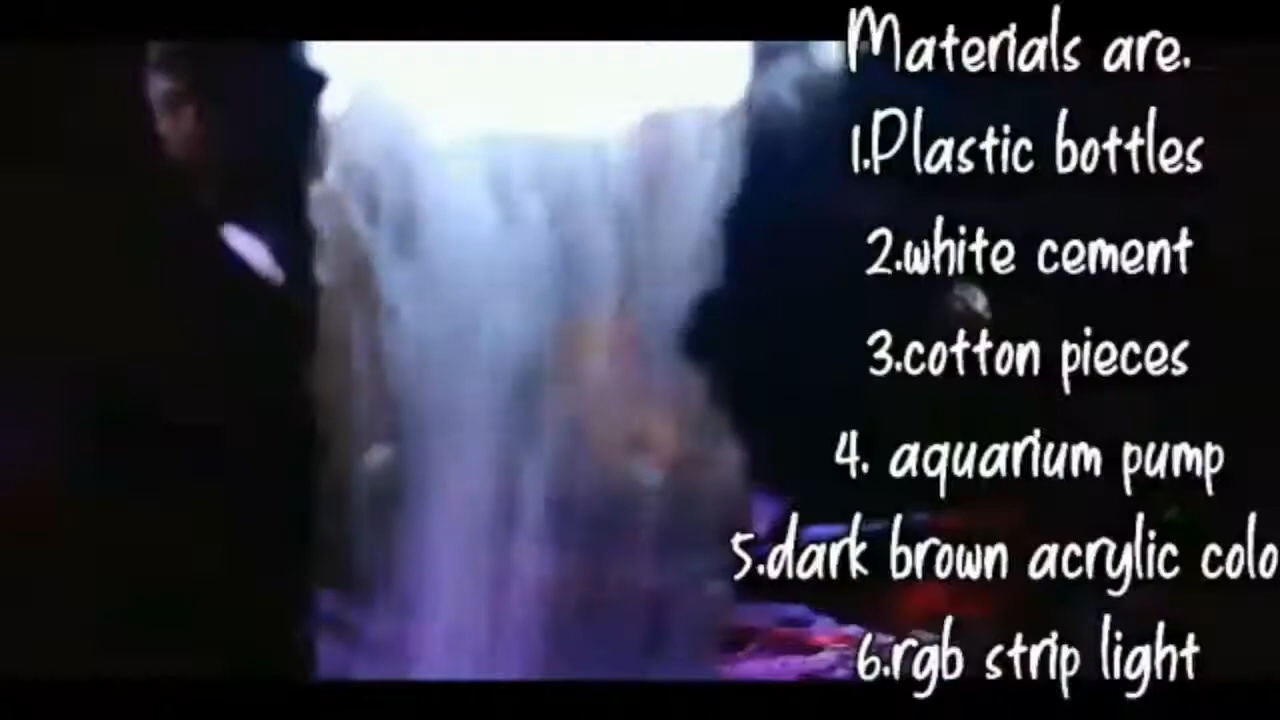 Materials are.
1.Plastic bottles
2.white cement
3.cotton pieces
4. aquarium pump
5.dark brown acrylic colo
6.rgb strip light